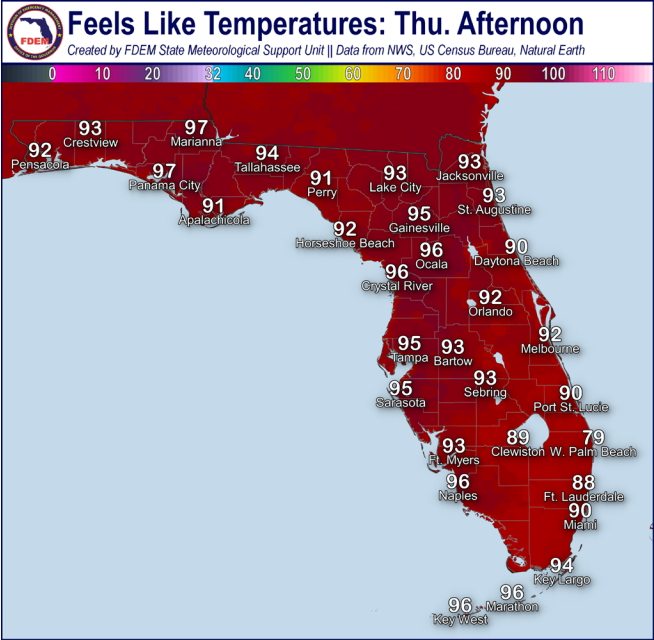 Feels Like Temperatures: Thu. Afternoon
Created by FDEM State Meteorological Support Unit || Data from NWS, US Census Bureau, Natural Earth
FDEM
0 10 20 32 40 50 60 70 80 90 100 110
92
Pensacola
93
Crestview
97
Marianna
97
Panama City
91
Apalachicola
94
Tallahassee
91
Perry
93
Lake City
93
Jacksonville
93
St. Augustine
95
Gainesville
92
Horseshoe Beach
96
Ocala
90
Daytona Beach
96
Crystal River
92
Orlando
92
Melbourne
95
Tampa
93
Bartow
93
Sebring
95
Sarasota
90
Port St. Lucie
93
Ft. Myers
89
Clewiston
79
W. Palm Beach
96
Naples
88
Ft. Lauderdale
90
Miami
94
Key Largo
96
Marathon
96
Key West